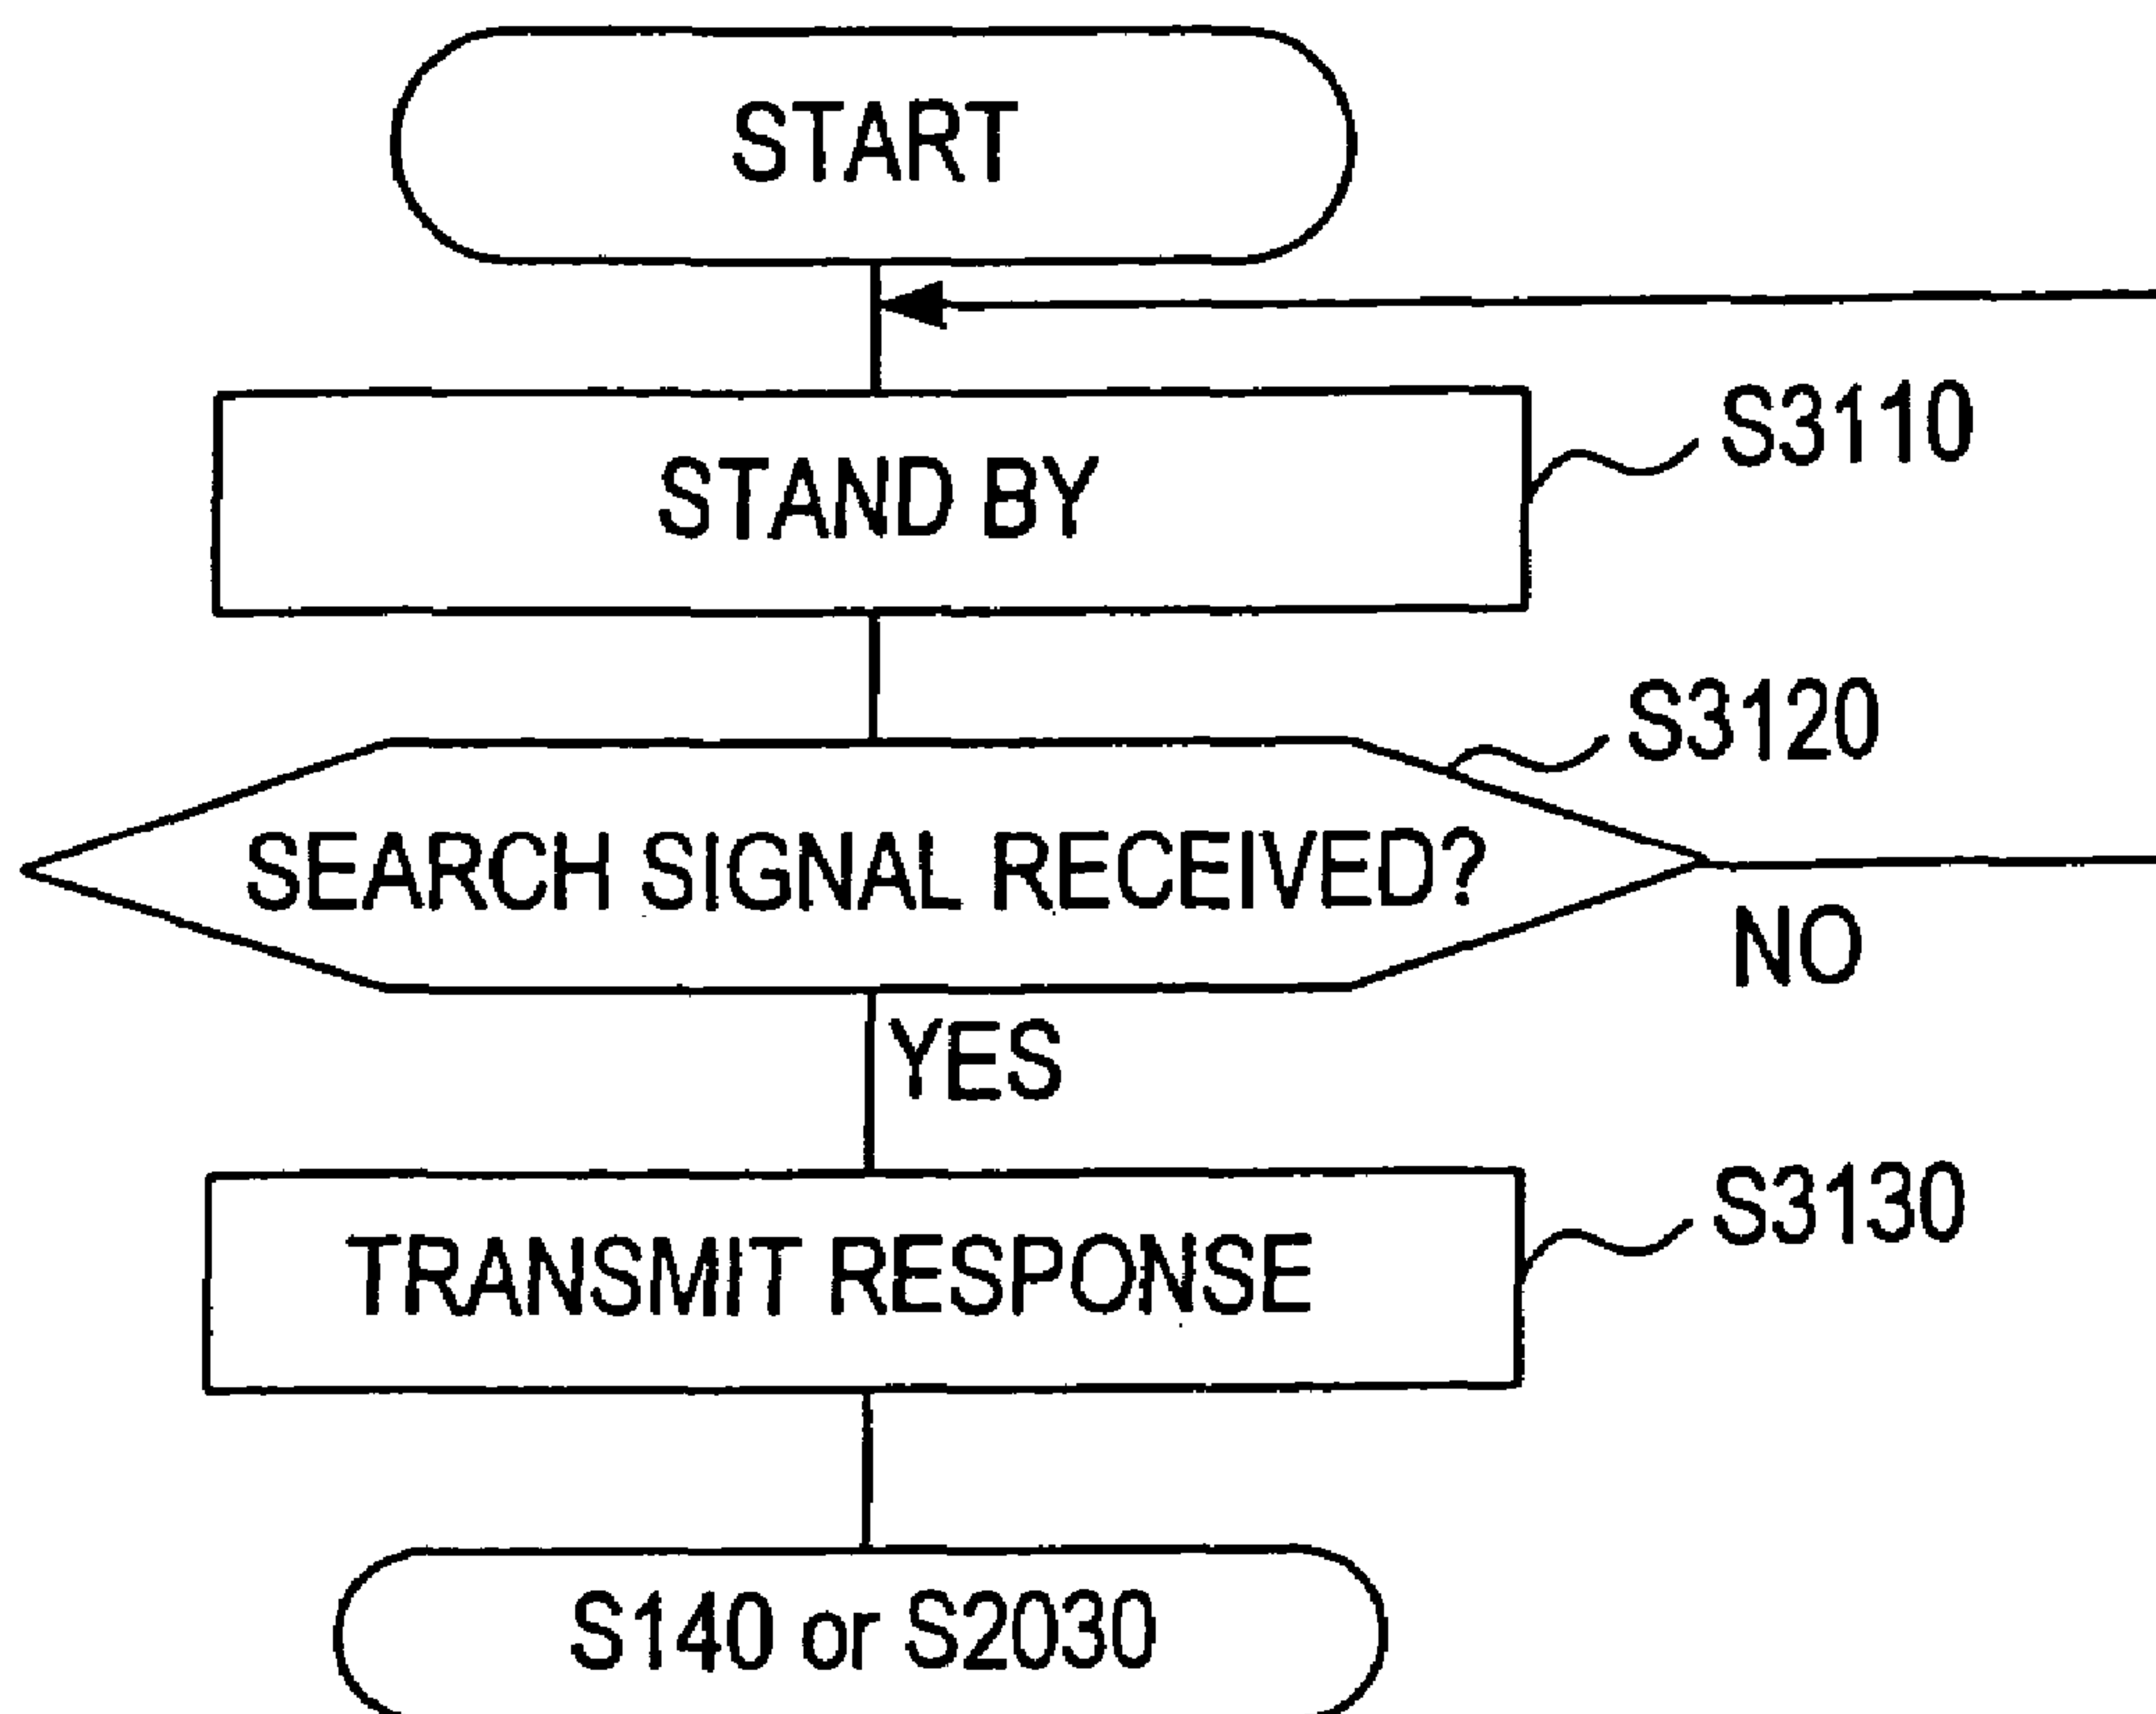 START
STAND BY
S3110
S3120
SEARCH SIGNAL RECEIVED?
NO
YES
TRANSMIT RESPONSE
S3130
S140 or S2030